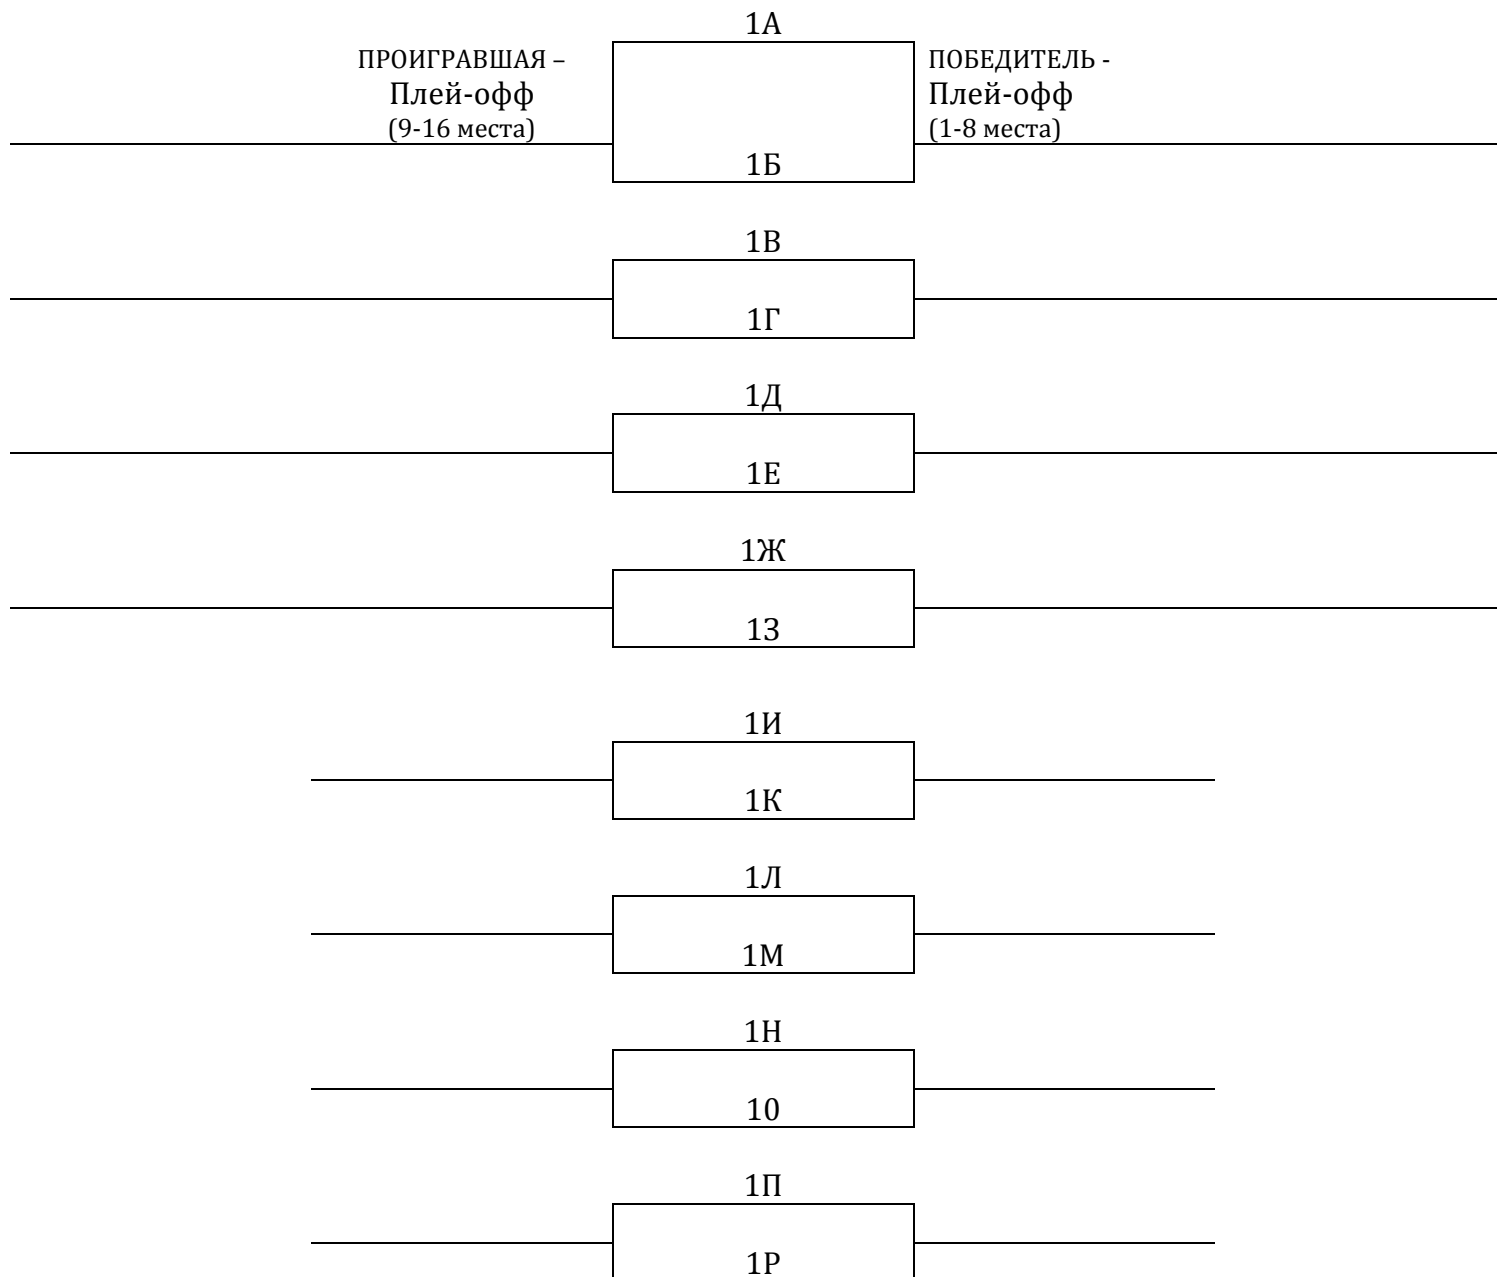 1А
ПРОИГРАВШАЯ –
Плей-офф
(9-16 места)
ПОБЕДИТЕЛЬ -
Плей-офф
(1-8 места)
1Б
1В
1Г
1Д
1Е
1Ж
1З
1И
1К
1Л
1М
1Н
10
1П
1Р